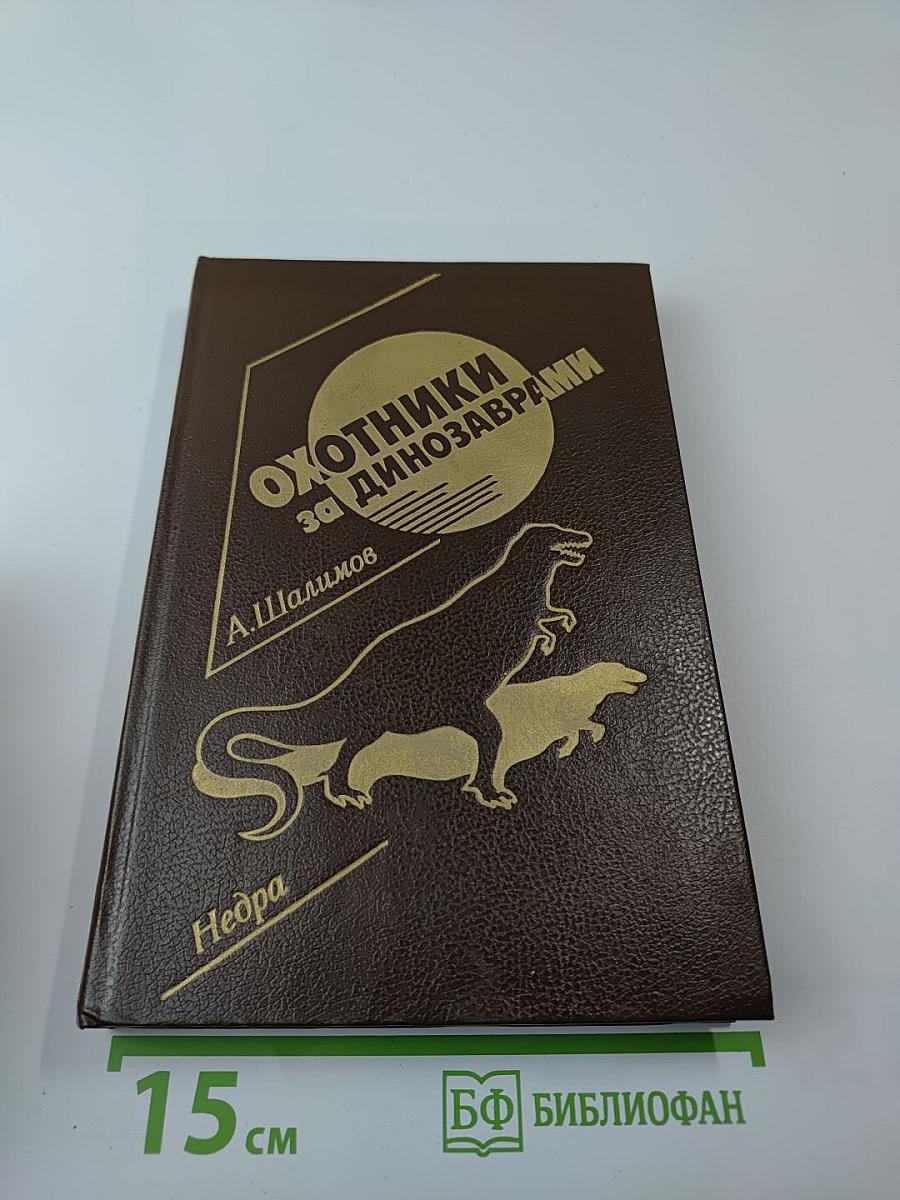 ОХОТНИКИ
за ДИНОЗАВРАМИ
А.Шалимов
Недра
15 см
БФ БИБЛИОФАН